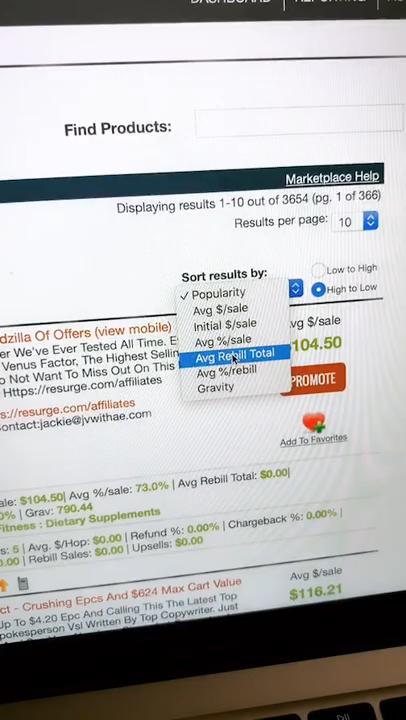 DASHBOARD
Find Products:
Marketplace Help
Displaying results 1-10 out of 3654 (pg. 1 of 366)
Results per page: 10
Sort results by:
Low to High
High to Low
✓ Popularity
Avg $/sale
Initial $/sale
Avg %/sale
Avg Rebill Total
Avg %/rebill
Gravity
dzilla Of Offers (view mobile)
er We've Ever Tested All Time.
Venus Factor, The Highest Sellin
o Not Want To Miss Out On This
Https://resurge.com/affiliates
s://resurge.com/affiliates
ontact:jackie@jvwithae.com
vg $/sale
104.50
PROMOTE
Add To Favorites
ale: $104.50| Avg %/sale: 73.0% | Avg Rebill Total: $0.00|
0% | Grav: 790.44
Fitness : Dietary Supplements
s: 5 | Avg. $/Hop: $0.00 | Refund %: 0.00% | Chargeback %: 0.00% |
0.00 | Rebill Sales: $0.00 | Upsells: $0.00
ct - Crushing Epcs And $624 Max Cart Value
Up To $4.20 Epc And Calling This The Latest Top
pokesperson Vsl Written By Top Copywriter. Just
Avg $/sale
$116.21